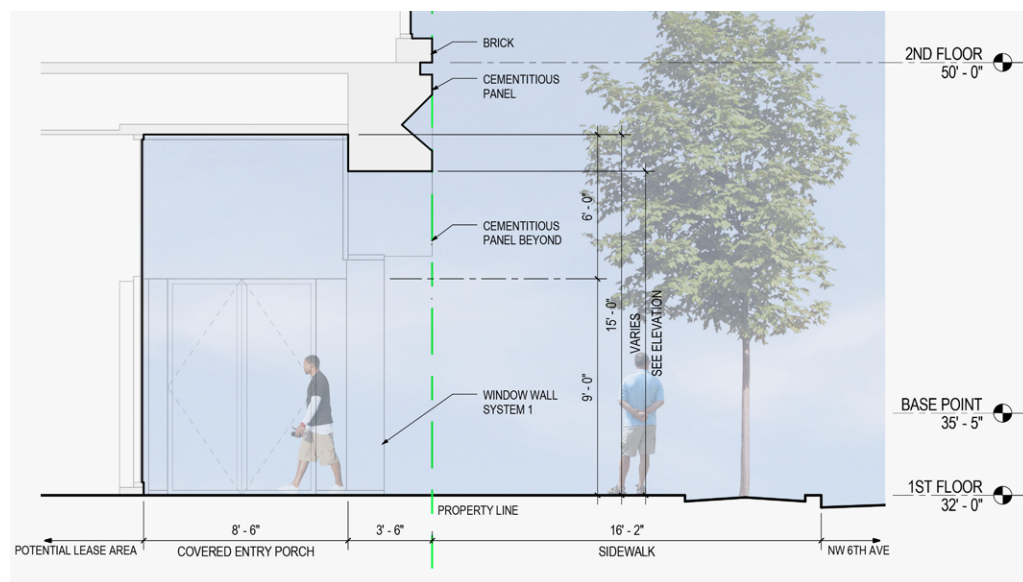 BRICK
2ND FLOOR
50' - 0"
CEMENTITIOUS
PANEL
6' - 0"
CEMENTITIOUS
PANEL BEYOND
15' - 0"
VARIES
SEE ELEVATION
9' - 0"
WINDOW WALL
SYSTEM 1
BASE POINT
35' - 5"
1ST FLOOR
32' - 0"
PROPERTY LINE
8' - 6"
3' - 6"
16' - 2"
POTENTIAL LEASE AREA
COVERED ENTRY PORCH
SIDEWALK
NW 6TH AVE